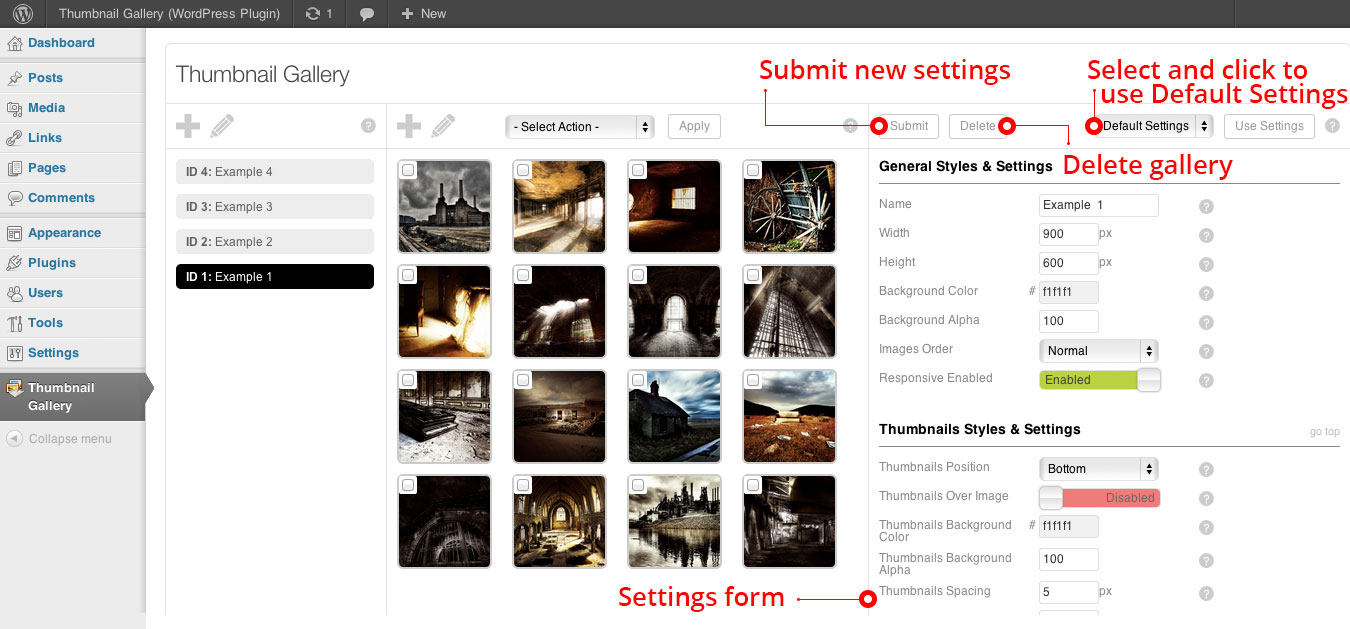 Thumbnail Gallery (WordPress Plugin)
1
New
Dashboard
Posts
Media
Links
Pages
Comments
Appearance
Plugins
Users
Tools
Settings
Thumbnail
Gallery
Collapse menu
Thumbnail Gallery
Submit new settings
Select and click to
use Default Settings
? - Select Action - Apply ? Submit Delete Default Settings Use Settings ?
Delete gallery
ID 4: Example 4
ID 3: Example 3
ID 2: Example 2
ID 1: Example 1
General Styles & Settings
Name Example 1 ?
Width 900 px ?
Height 600 px ?
Background Color # f1f1f1 ?
Background Alpha 100 ?
Images Order Normal ?
Responsive Enabled Enabled ?
Thumbnails Styles & Settings go top
Thumbnails Position Bottom ?
Thumbnails Over Image Disabled ?
Thumbnails Background # f1f1f1 ?
Color
Thumbnails Background 100 ?
Alpha
Thumbnails Spacing 5 px ?
Settings form